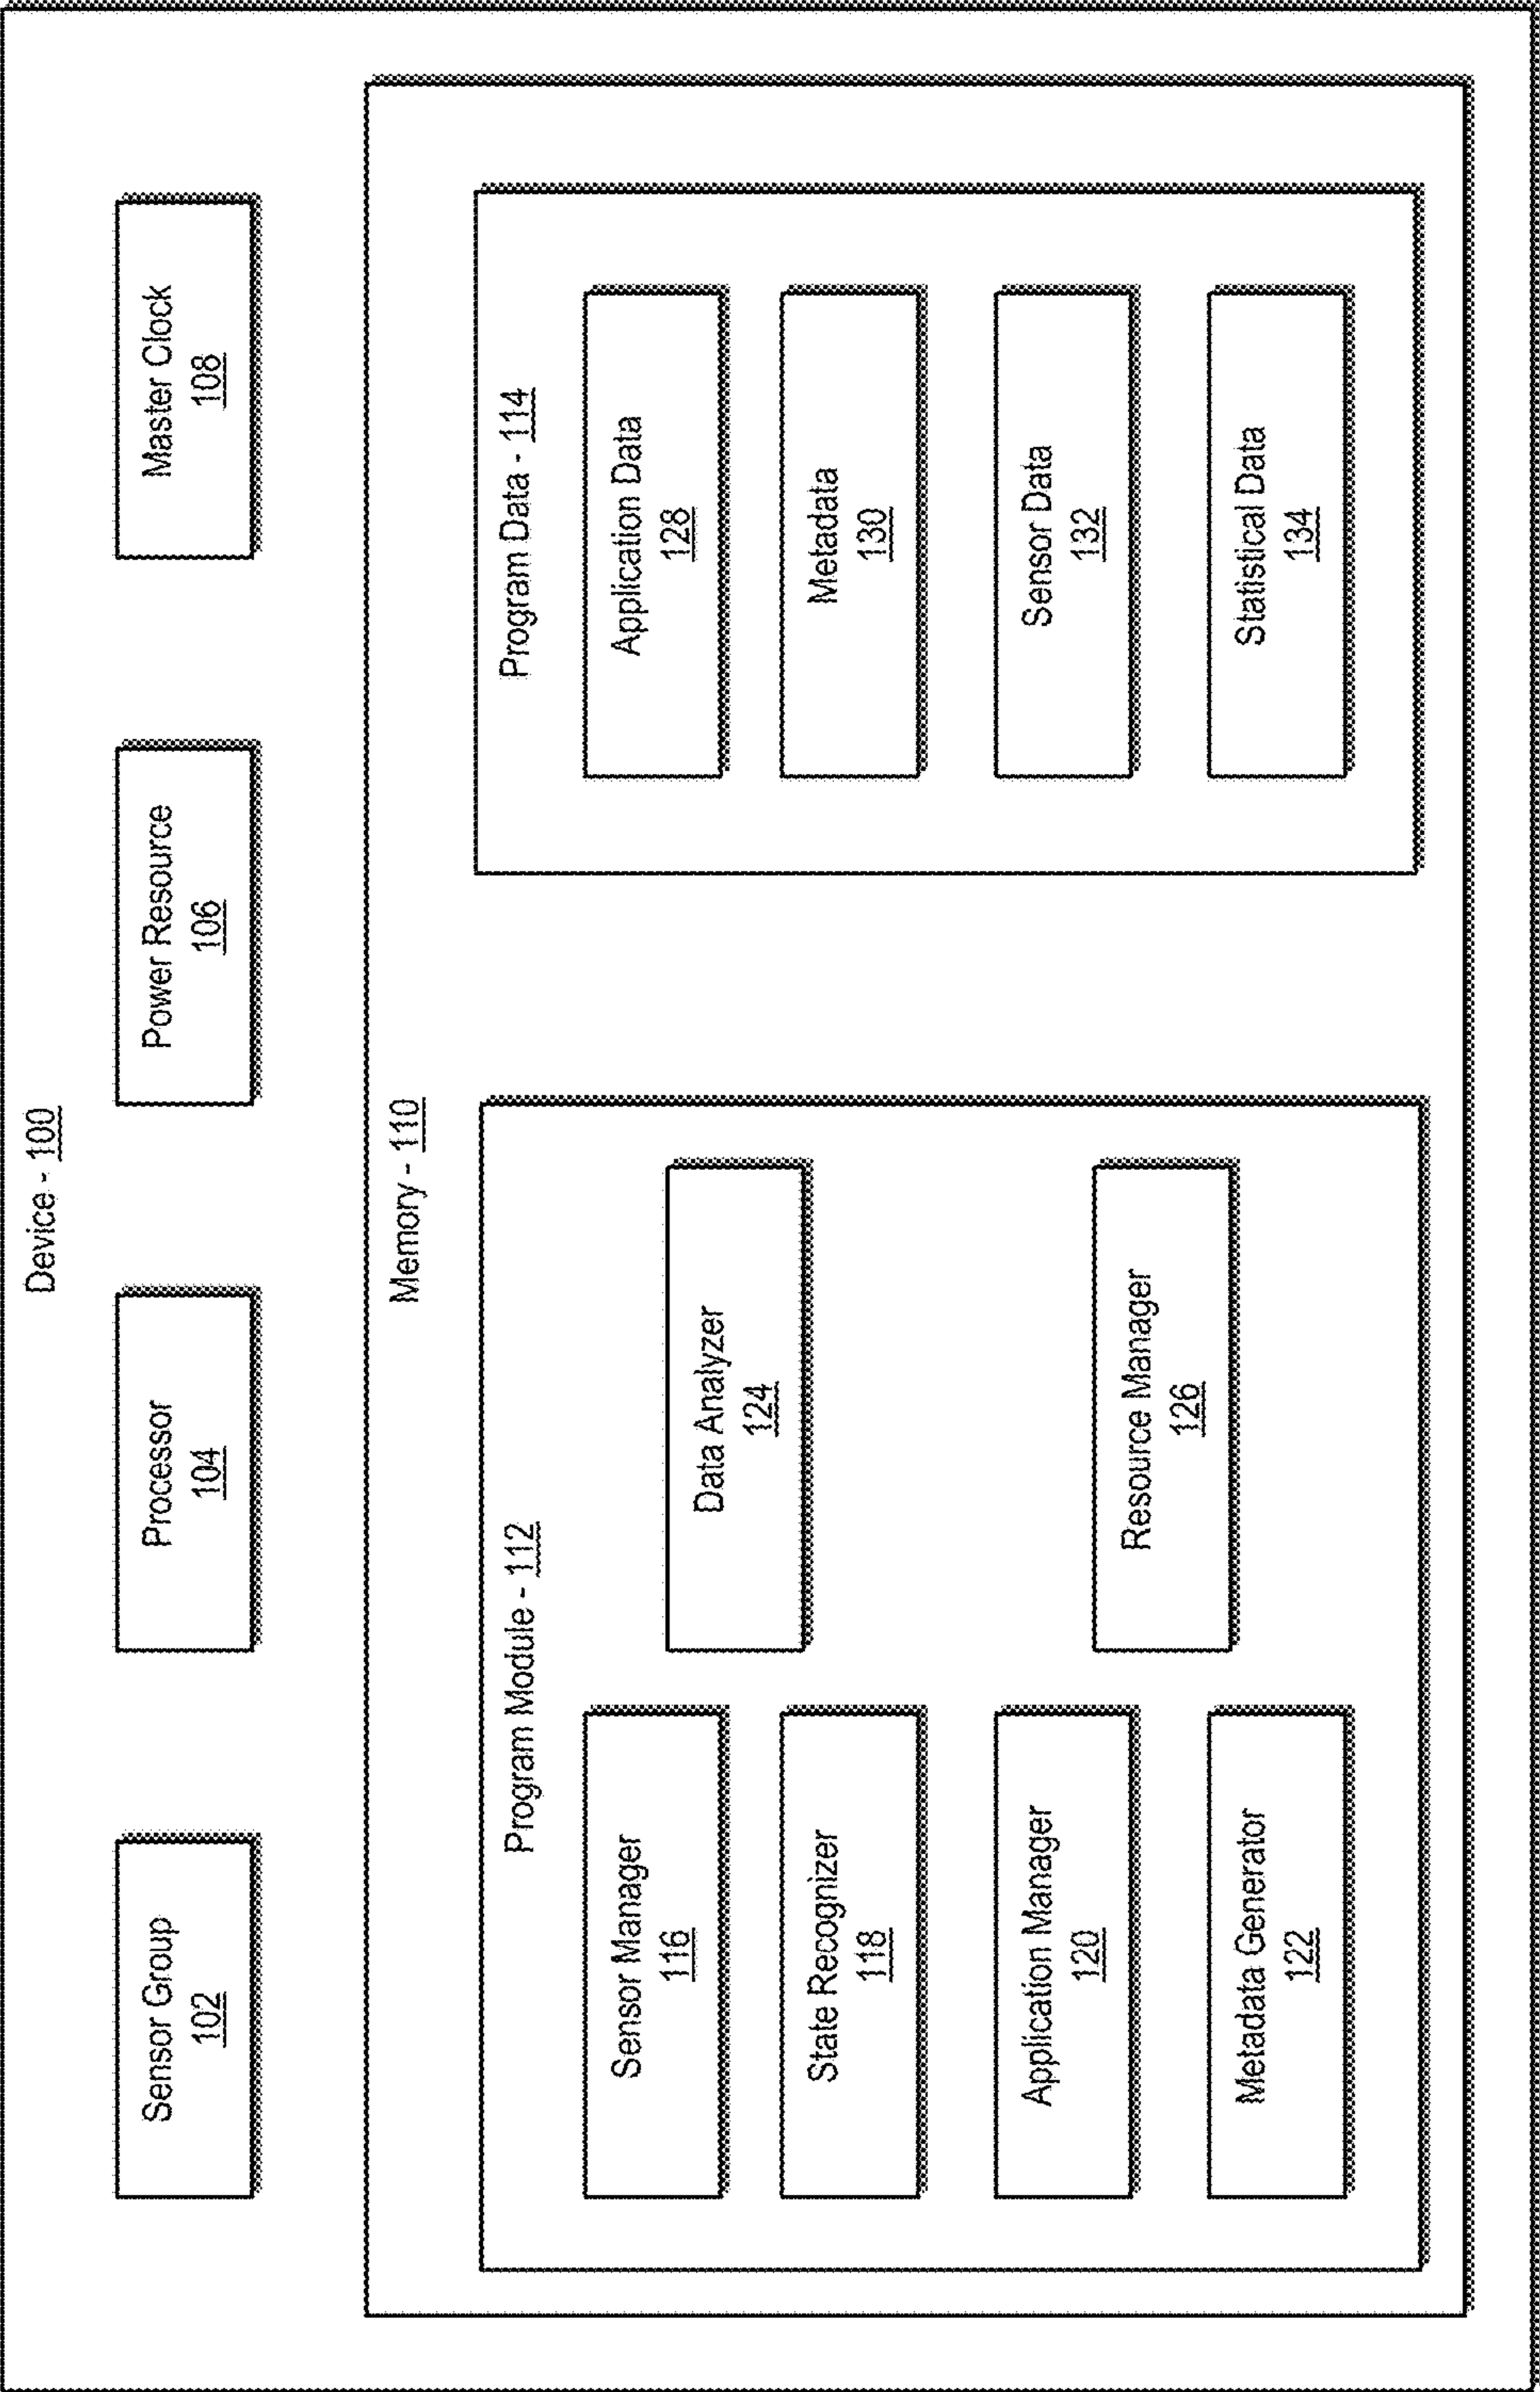 Device - 100
Sensor Group
102
Processor
104
Power Resource
106
Master Clock
108
Memory - 110
Program Module - 112
Sensor Manager
116
State Recognizer
118
Application Manager
120
Metadata Generator
122
Data Analyzer
124
Resource Manager
126
Program Data - 114
Application Data
128
Metadata
130
Sensor Data
132
Statistical Data
134